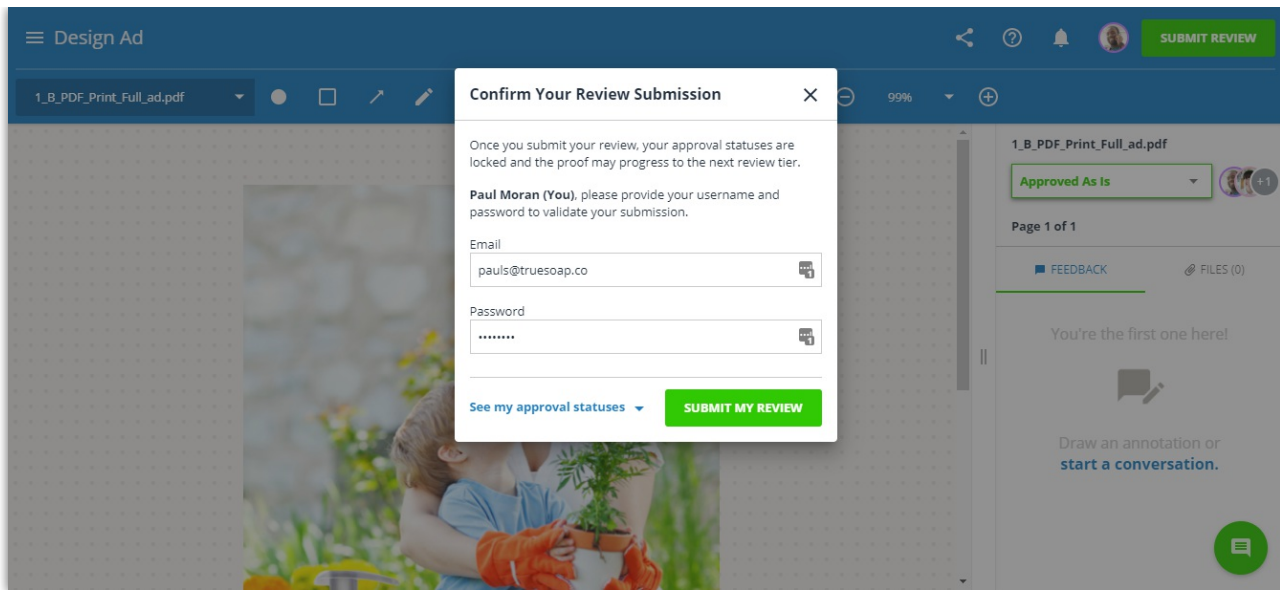 Design Ad
SUBMIT REVIEW
1_B_PDF_Print_Full_ad.pdf
99%
Confirm Your Review Submission
Once you submit your review, your approval statuses are
locked and the proof may progress to the next review tier.
Paul Moran (You), please provide your username and
password to validate your submission.
Email
pauls@truesoap.co
1
Password
••••••••
1
See my approval statuses
SUBMIT MY REVIEW
1_B_PDF_Print_Full_ad.pdf
Approved As Is
+1
Page 1 of 1
FEEDBACK
FILES (0)
You're the first one here!
Draw an annotation or
start a conversation.